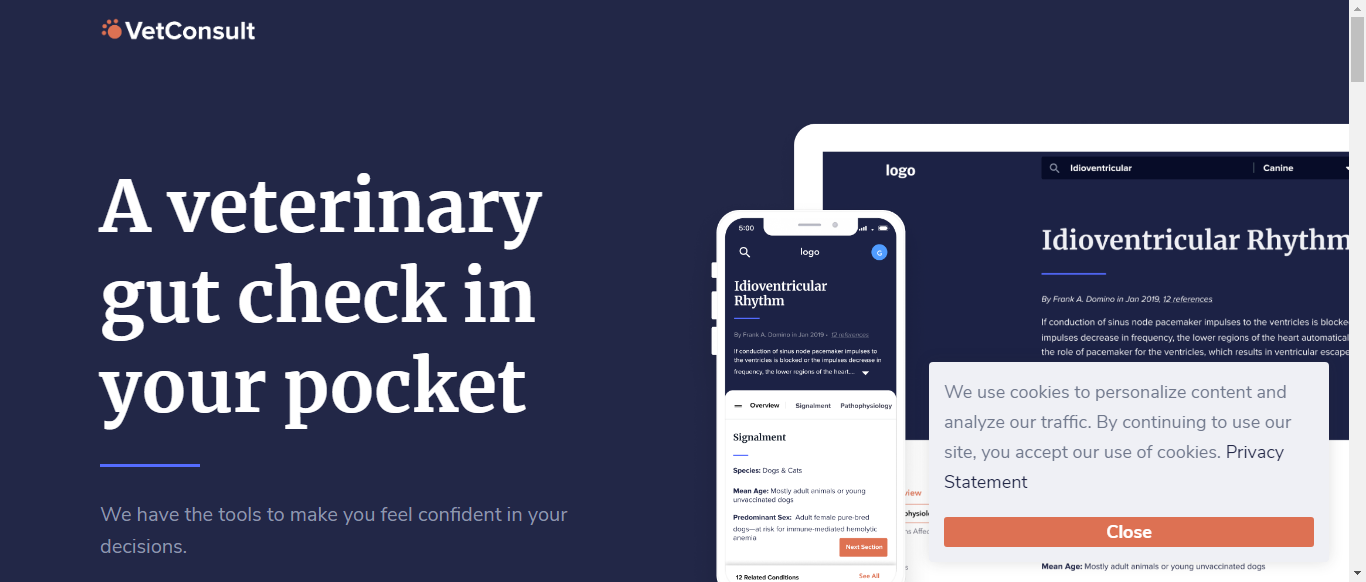 VetConsult
A veterinary
gut check in
your pocket
We have the tools to make you feel confident in your
decisions.
5:00
logo
G
Idioventricular
Rhythm
By Frank A. Domino in Jan 2019 - 12 references
If conduction of sinus node pacemaker impulses to
the ventricles is blocked or the impulses decrease in
frequency, the lower regions of the heart....
Overview Signalment Pathophysiology
Signalment
Species: Dogs & Cats
Mean Age: Mostly adult animals or young
unvaccinated dogs
Predominant Sex: Adult female pure-bred
dogs—at risk for immune-mediated hemolytic
anemia
Next Section
12 Related Conditions See All
logo
Idioventricular Canine
Idioventricular Rhythm
By Frank A. Domino in Jan 2019, 12 references
If conduction of sinus node pacemaker impulses to the ventricles is blocke
impulses decrease in frequency, the lower regions of the heart automatical
the role of pacemaker for the ventricles, which results in ventricular escape
view
physiol
ns Affec
Mean Age: Mostly adult animals or young unvaccinated dogs
We use cookies to personalize content and
analyze our traffic. By continuing to use our
site, you accept our use of cookies. Privacy
Statement
Close